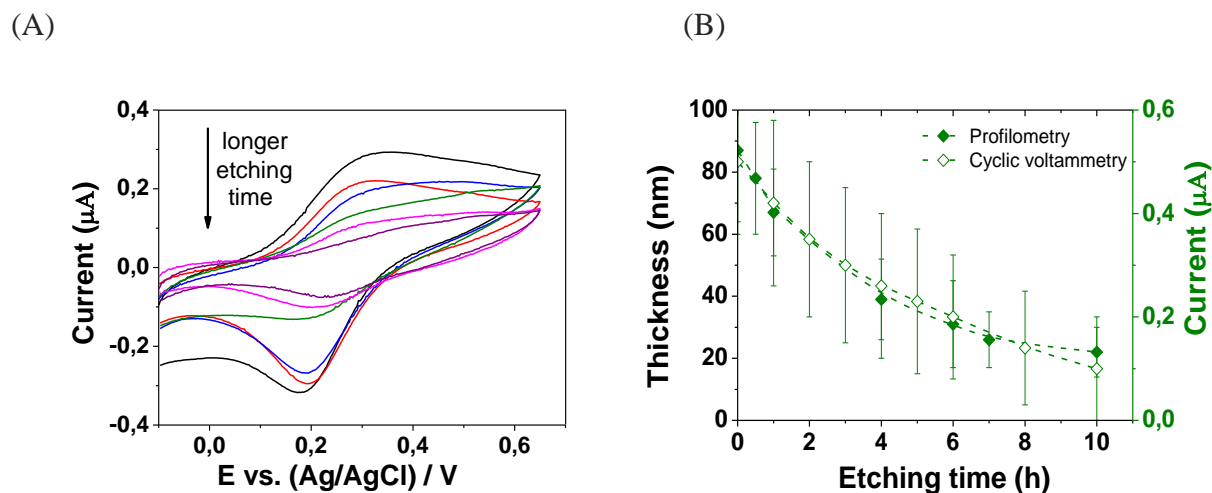 (A)
(B)
0,4
0,2
0,0
-0,2
-0,4
Current (µA)
longer
etching
time
0,0
0,2
0,4
0,6
E vs. (Ag/AgCl) / V
100
80
60
40
20
0
Thickness (nm)
Profilometry
Cyclic voltammetry
0,6
0,4
0,2
0,0
Current (µA)
0
2
4
6
8
10
Etching time (h)